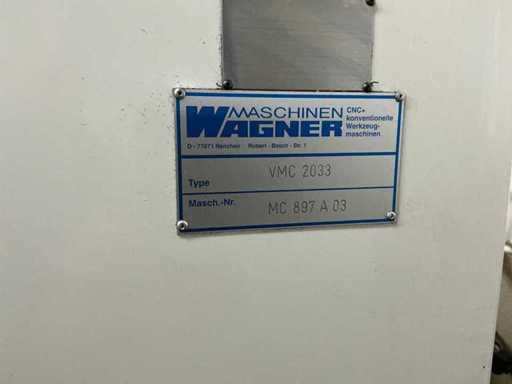 MASCHINEN
WAGNER
CNC+
konventionelle
Werkzeug-
maschinen
D - 77871 Renchen Robert - Bosch - Str. 1
Type VMC 2033
Masch.-Nr. MC 897 A 03